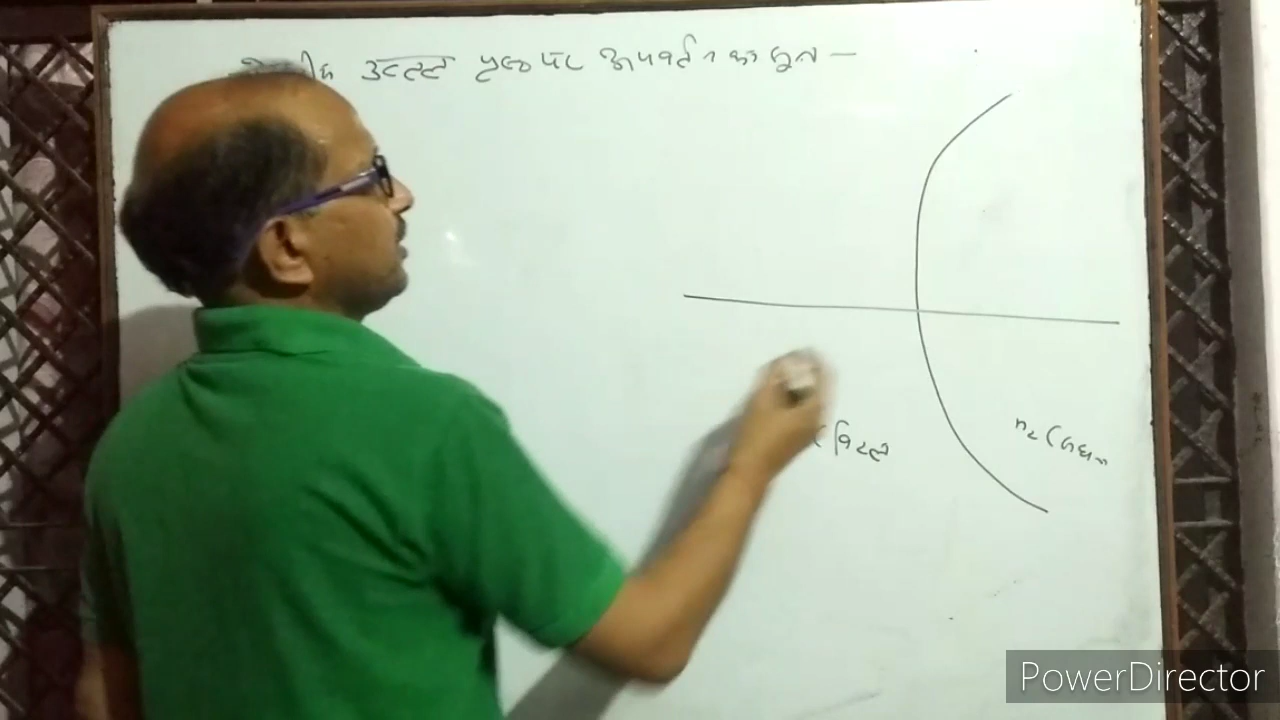 उत्तल पृष्ठ पर अपवर्तन का सूत्र –
( विरल
n₂ ( सघन
PowerDirector